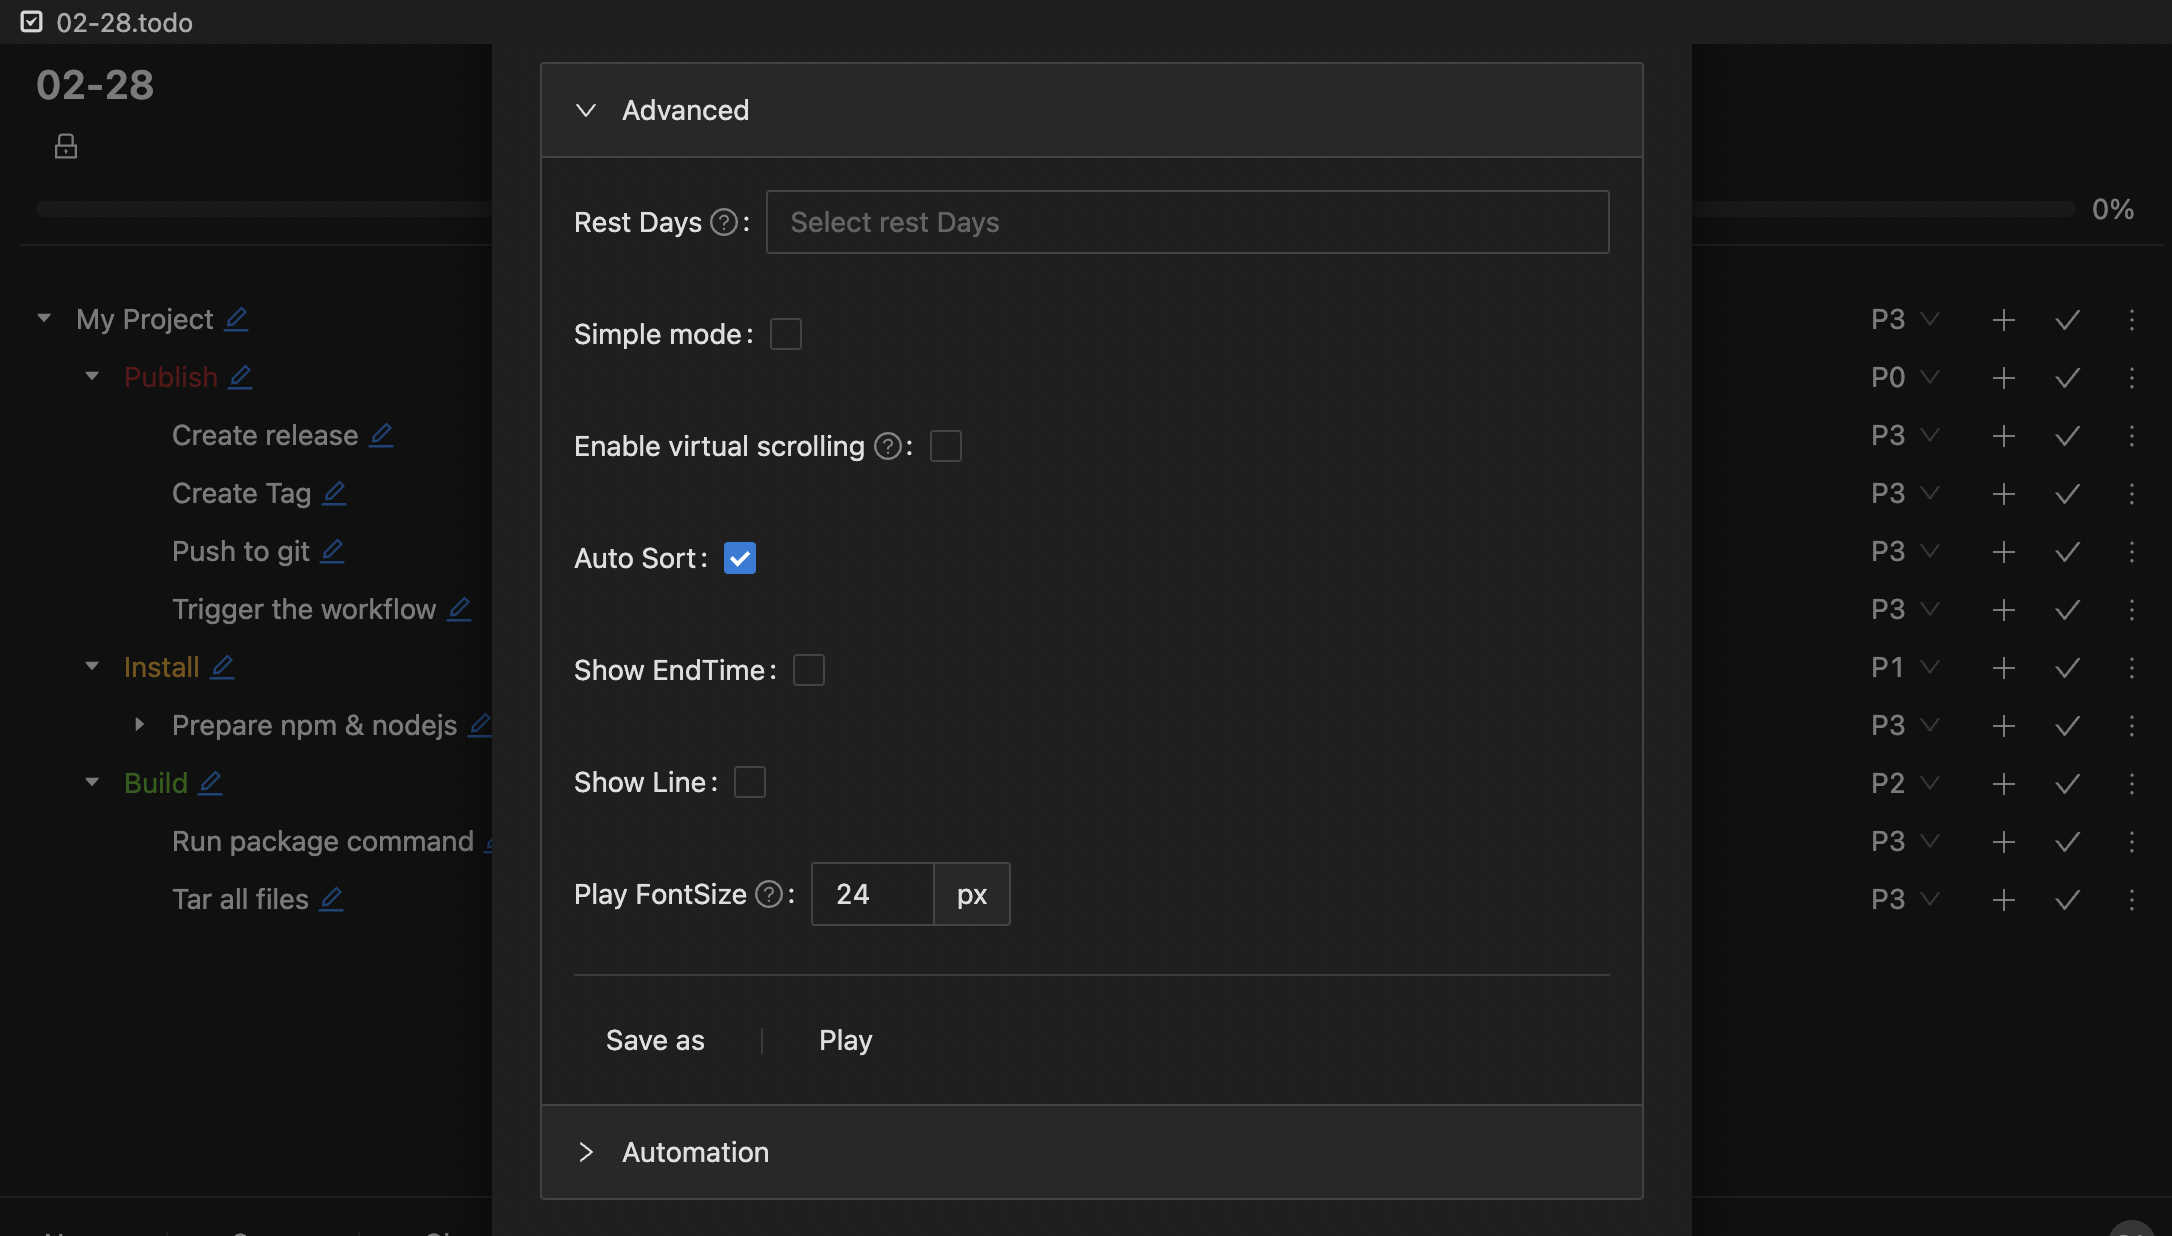 02-28.todo
02-28
0%
Advanced
Rest Days ? : Select rest Days
Simple mode :
Enable virtual scrolling ? :
Auto Sort :
Show EndTime :
Show Line :
Play FontSize ? : 24 px
Save as Play
Automation
My Project P3
Publish P0
Create release P3
Create Tag P3
Push to git P3
Trigger the workflow P3
Install P1
Prepare npm & nodejs P3
Build P2
Run package command P3
Tar all files P3